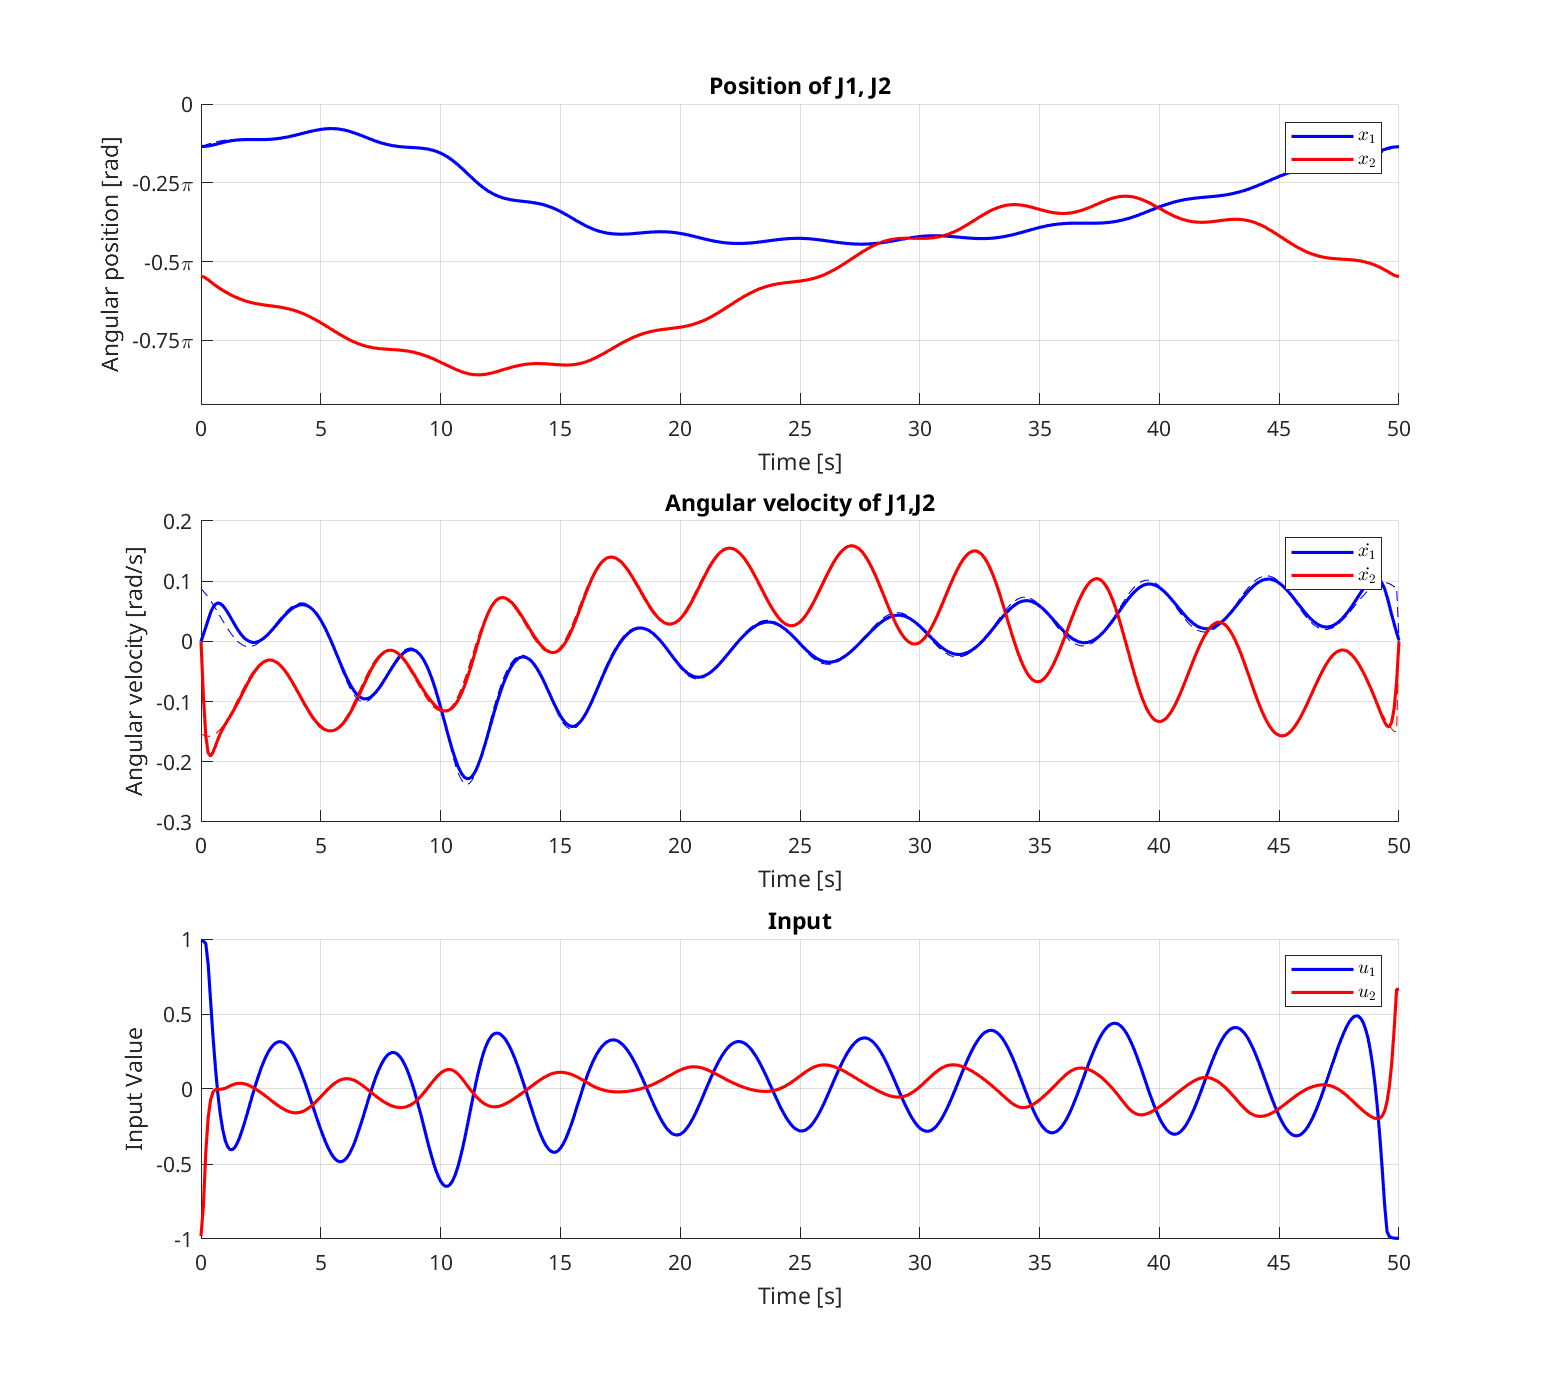 Position of J1, J2
Angular position [rad]
0
-0.25π
-0.5π
-0.75π
x₁
x₂
0 5 10 15 20 25 30 35 40 45 50
Time [s]
Angular velocity of J1,J2
Angular velocity [rad/s]
0.2
0.1
0
-0.1
-0.2
-0.3
ẋ₁
ẋ₂
0 5 10 15 20 25 30 35 40 45 50
Time [s]
Input
Input Value
1
0.5
0
-0.5
-1
u₁
u₂
0 5 10 15 20 25 30 35 40 45 50
Time [s]